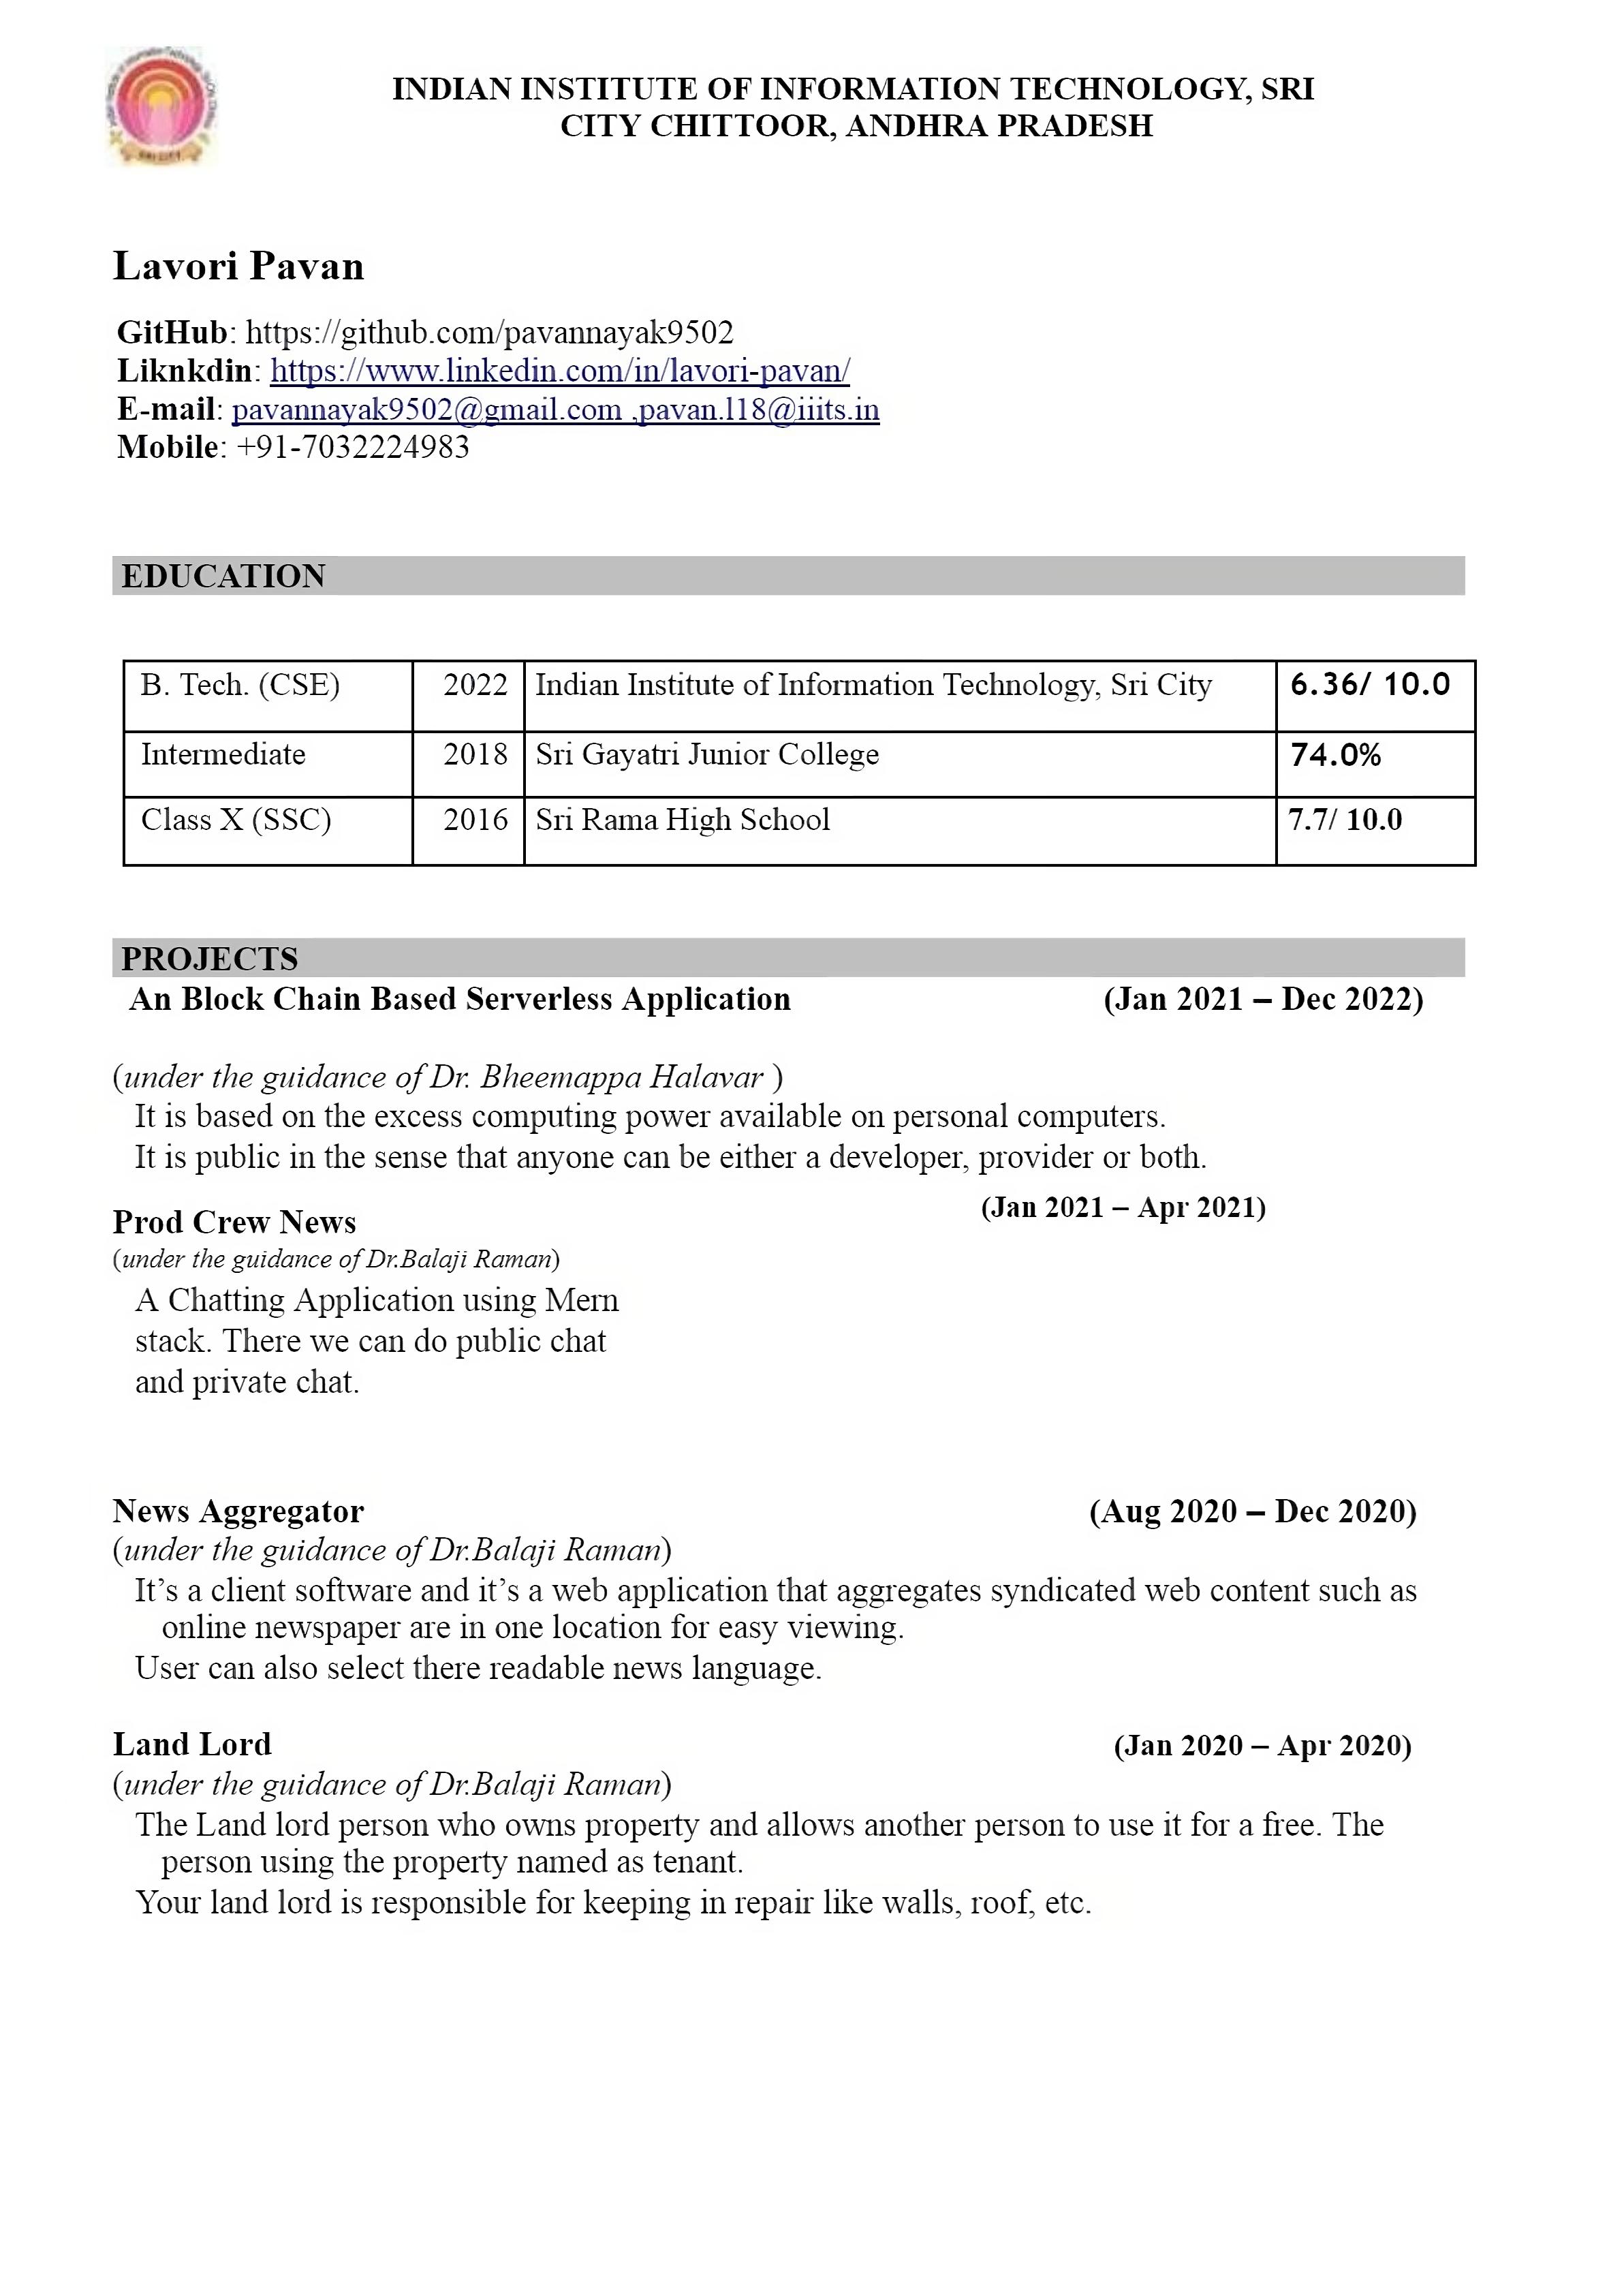 INDIAN INSTITUTE OF INFORMATION TECHNOLOGY, SRI
CITY CHITTOOR, ANDHRA PRADESH
SRI CITY
Lavori Pavan
GitHub: https://github.com/pavannayak9502
Liknkdin: https://www.linkedin.com/in/lavori-pavan/
E-mail: pavannayak9502@gmail.com ,pavan.l18@iiits.in
Mobile: +91-7032224983
EDUCATION
B. Tech. (CSE) 2022 Indian Institute of Information Technology, Sri City 6.36/ 10.0
Intermediate 2018 Sri Gayatri Junior College 74.0%
Class X (SSC) 2016 Sri Rama High School 7.7/ 10.0
PROJECTS
An Block Chain Based Serverless Application (Jan 2021 – Dec 2022)
(under the guidance of Dr. Bheemappa Halavar )
It is based on the excess computing power available on personal computers.
It is public in the sense that anyone can be either a developer, provider or both.
Prod Crew News (Jan 2021 – Apr 2021)
(under the guidance of Dr.Balaji Raman)
A Chatting Application using Mern
stack. There we can do public chat
and private chat.
News Aggregator (Aug 2020 – Dec 2020)
(under the guidance of Dr.Balaji Raman)
It’s a client software and it’s a web application that aggregates syndicated web content such as
online newspaper are in one location for easy viewing.
User can also select there readable news language.
Land Lord (Jan 2020 – Apr 2020)
(under the guidance of Dr.Balaji Raman)
The Land lord person who owns property and allows another person to use it for a free. The
person using the property named as tenant.
Your land lord is responsible for keeping in repair like walls, roof, etc.